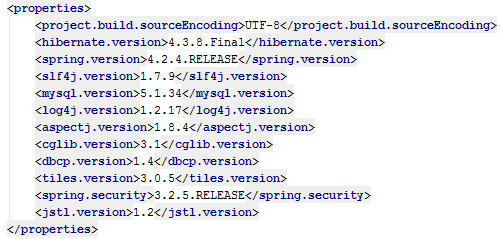 <properties>
<project.build.sourceEncoding>UTF-8</project.build.sourceEncoding>
<hibernate.version>4.3.8.Final</hibernate.version>
<spring.version>4.2.4.RELEASE</spring.version>
<slf4j.version>1.7.9</slf4j.version>
<mysql.version>5.1.34</mysql.version>
<log4j.version>1.2.17</log4j.version>
<aspectj.version>1.8.4</aspectj.version>
<cglib.version>3.1</cglib.version>
<dbcp.version>1.4</dbcp.version>
<tiles.version>3.0.5</tiles.version>
<spring.security>3.2.5.RELEASE</spring.security>
<jstl.version>1.2</jstl.version>
</properties>